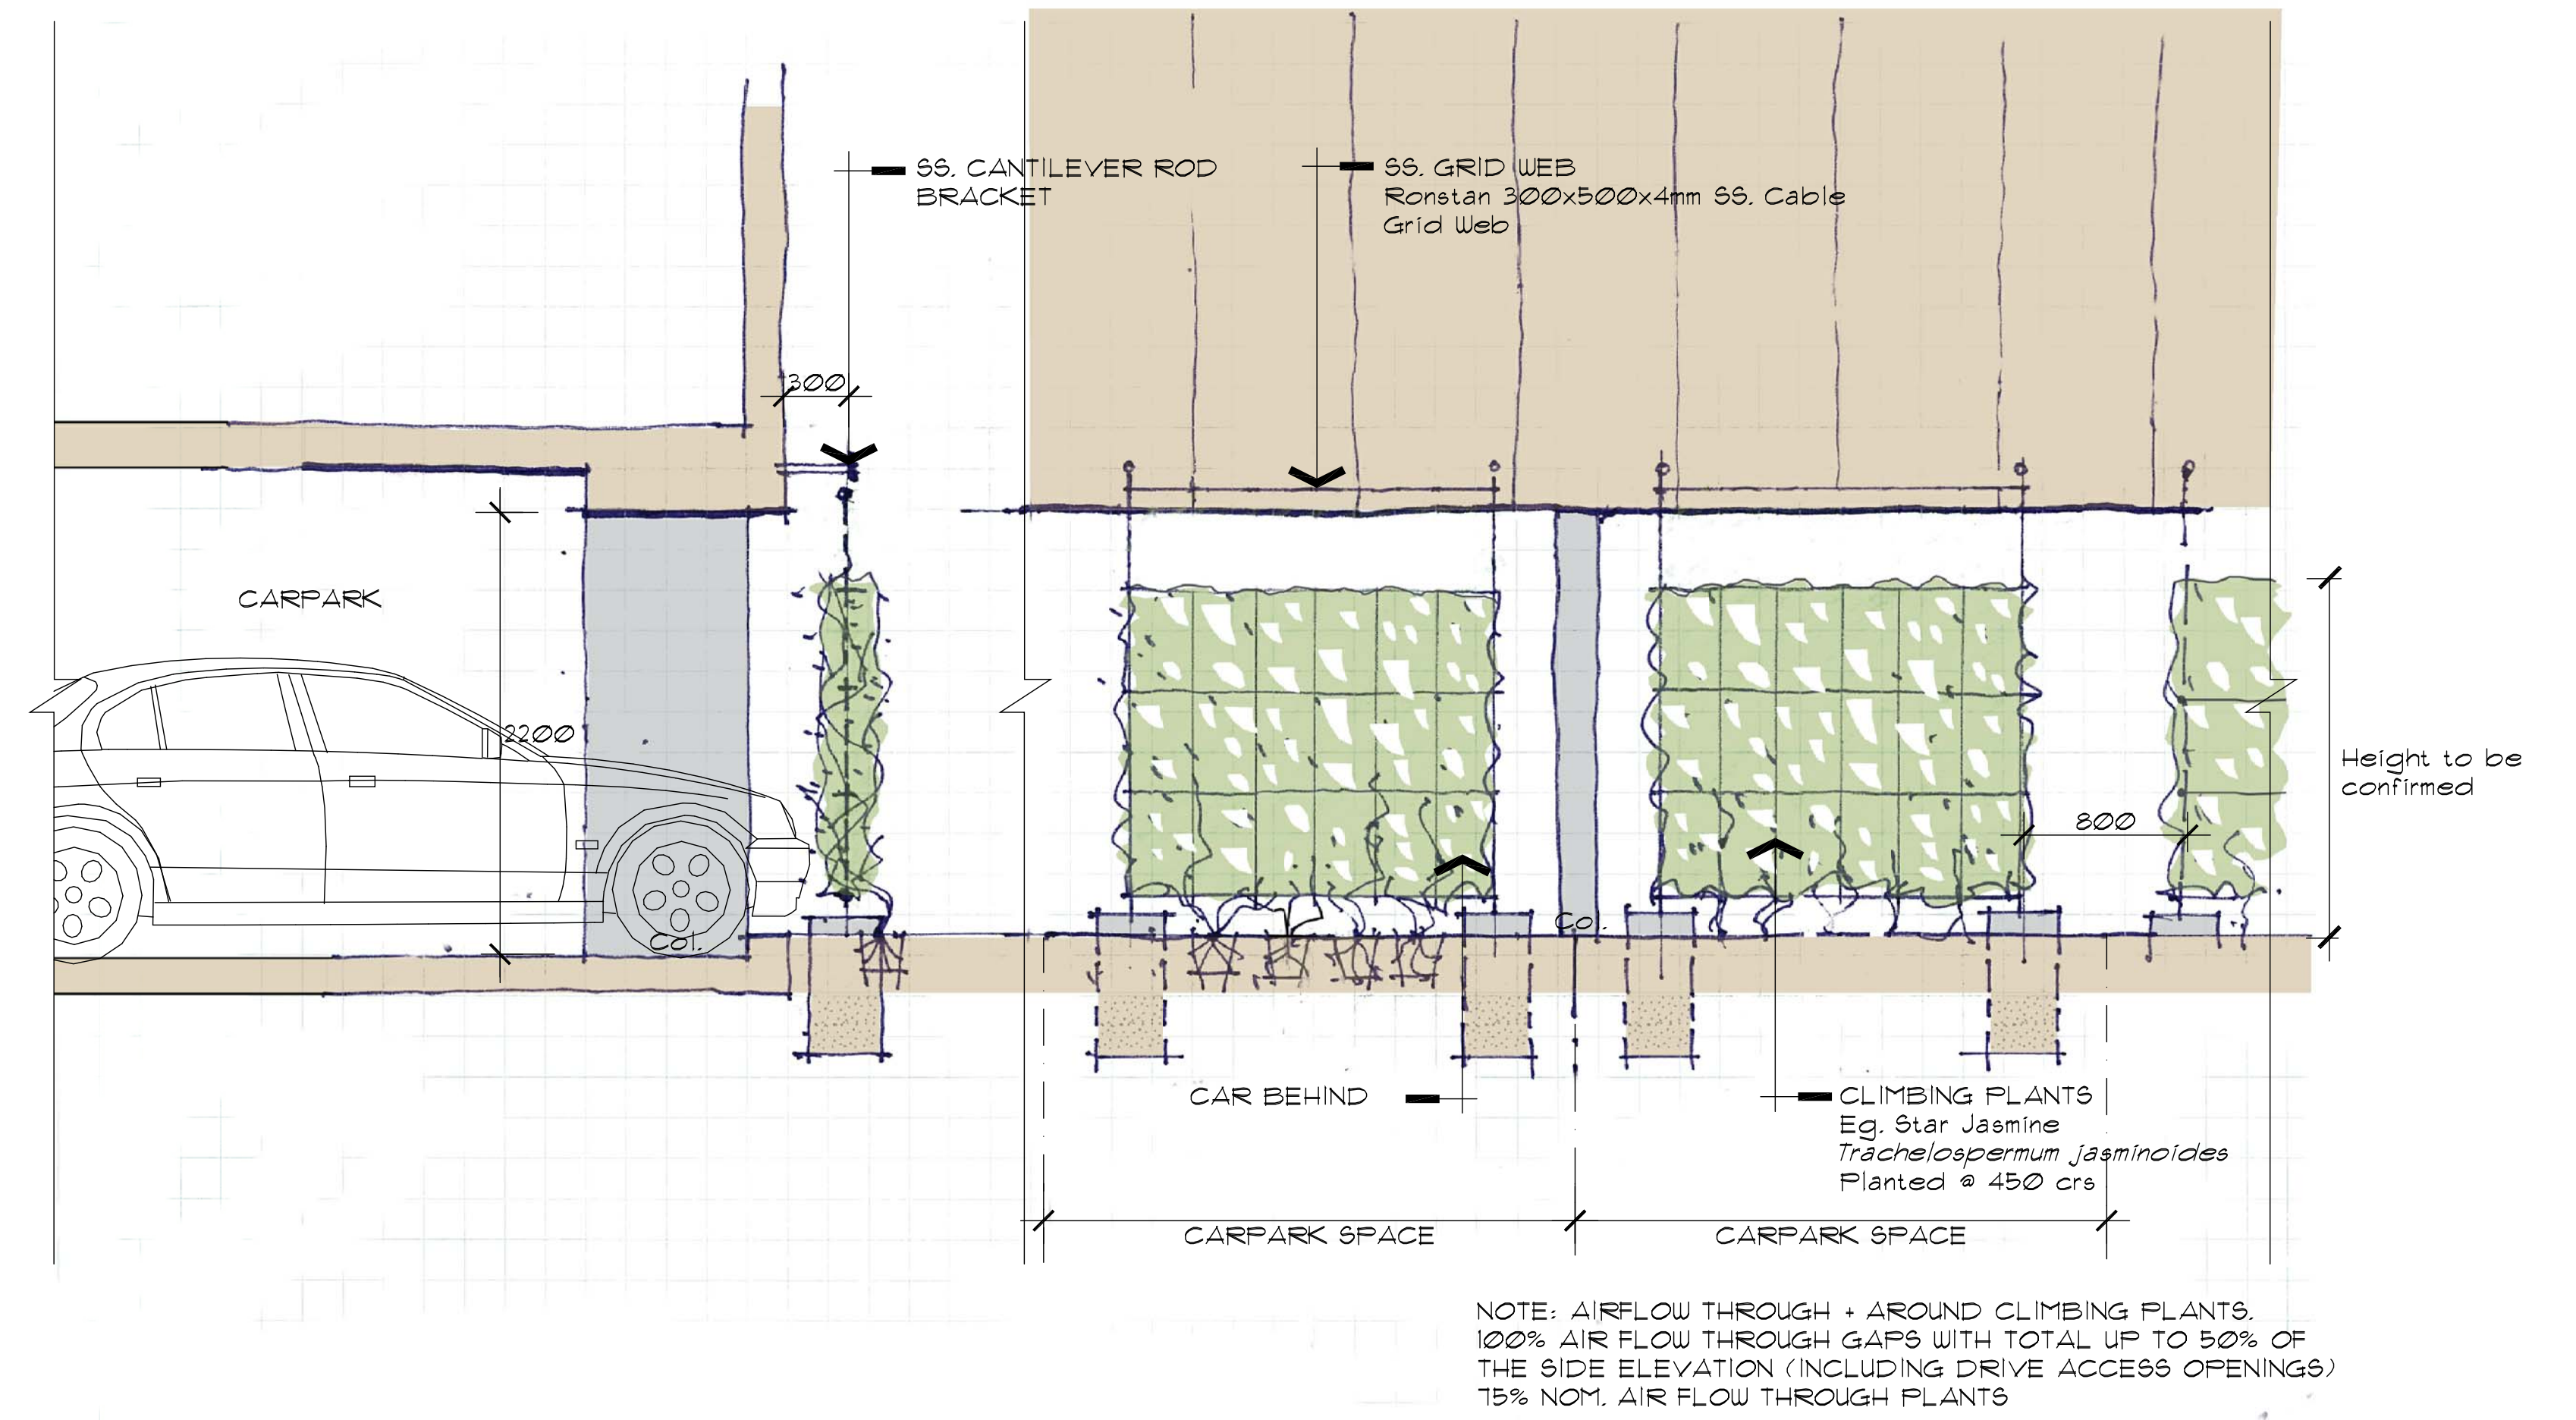 SS. CANTILEVER ROD
BRACKET
SS. GRID WEB
Ronstan 300x500x4mm SS. Cable
Grid Web
300
CARPARK
2200
Col.
Col.
Height to be
confirmed
800
CAR BEHIND
CLIMBING PLANTS
Eg. Star Jasmine
Trachelospermum jasminoides
Planted @ 450 crs
CARPARK SPACE
CARPARK SPACE
NOTE: AIRFLOW THROUGH + AROUND CLIMBING PLANTS.
100% AIR FLOW THROUGH GAPS WITH TOTAL UP TO 50% OF
THE SIDE ELEVATION (INCLUDING DRIVE ACCESS OPENINGS)
75% NOM. AIR FLOW THROUGH PLANTS